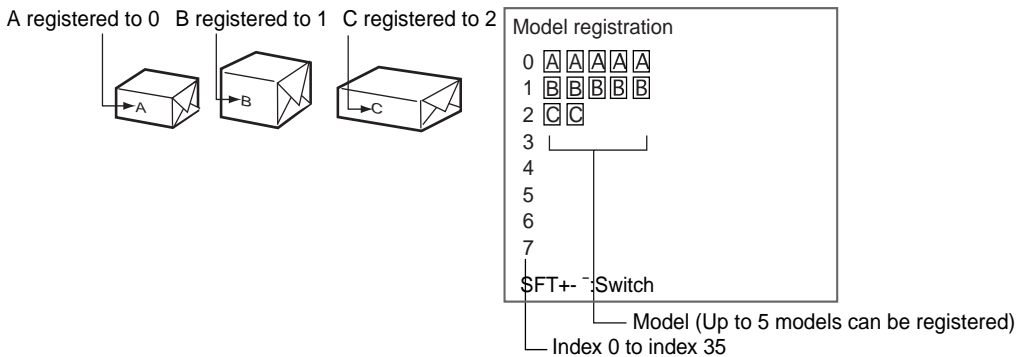 A registered to 0 B registered to 1 C registered to 2
A
B
C
Model registration
0 A A A A A
1 B B B B B
2 C C
3
4
5
6
7
SFT+- ¯:Switch
Model (Up to 5 models can be registered)
Index 0 to index 35